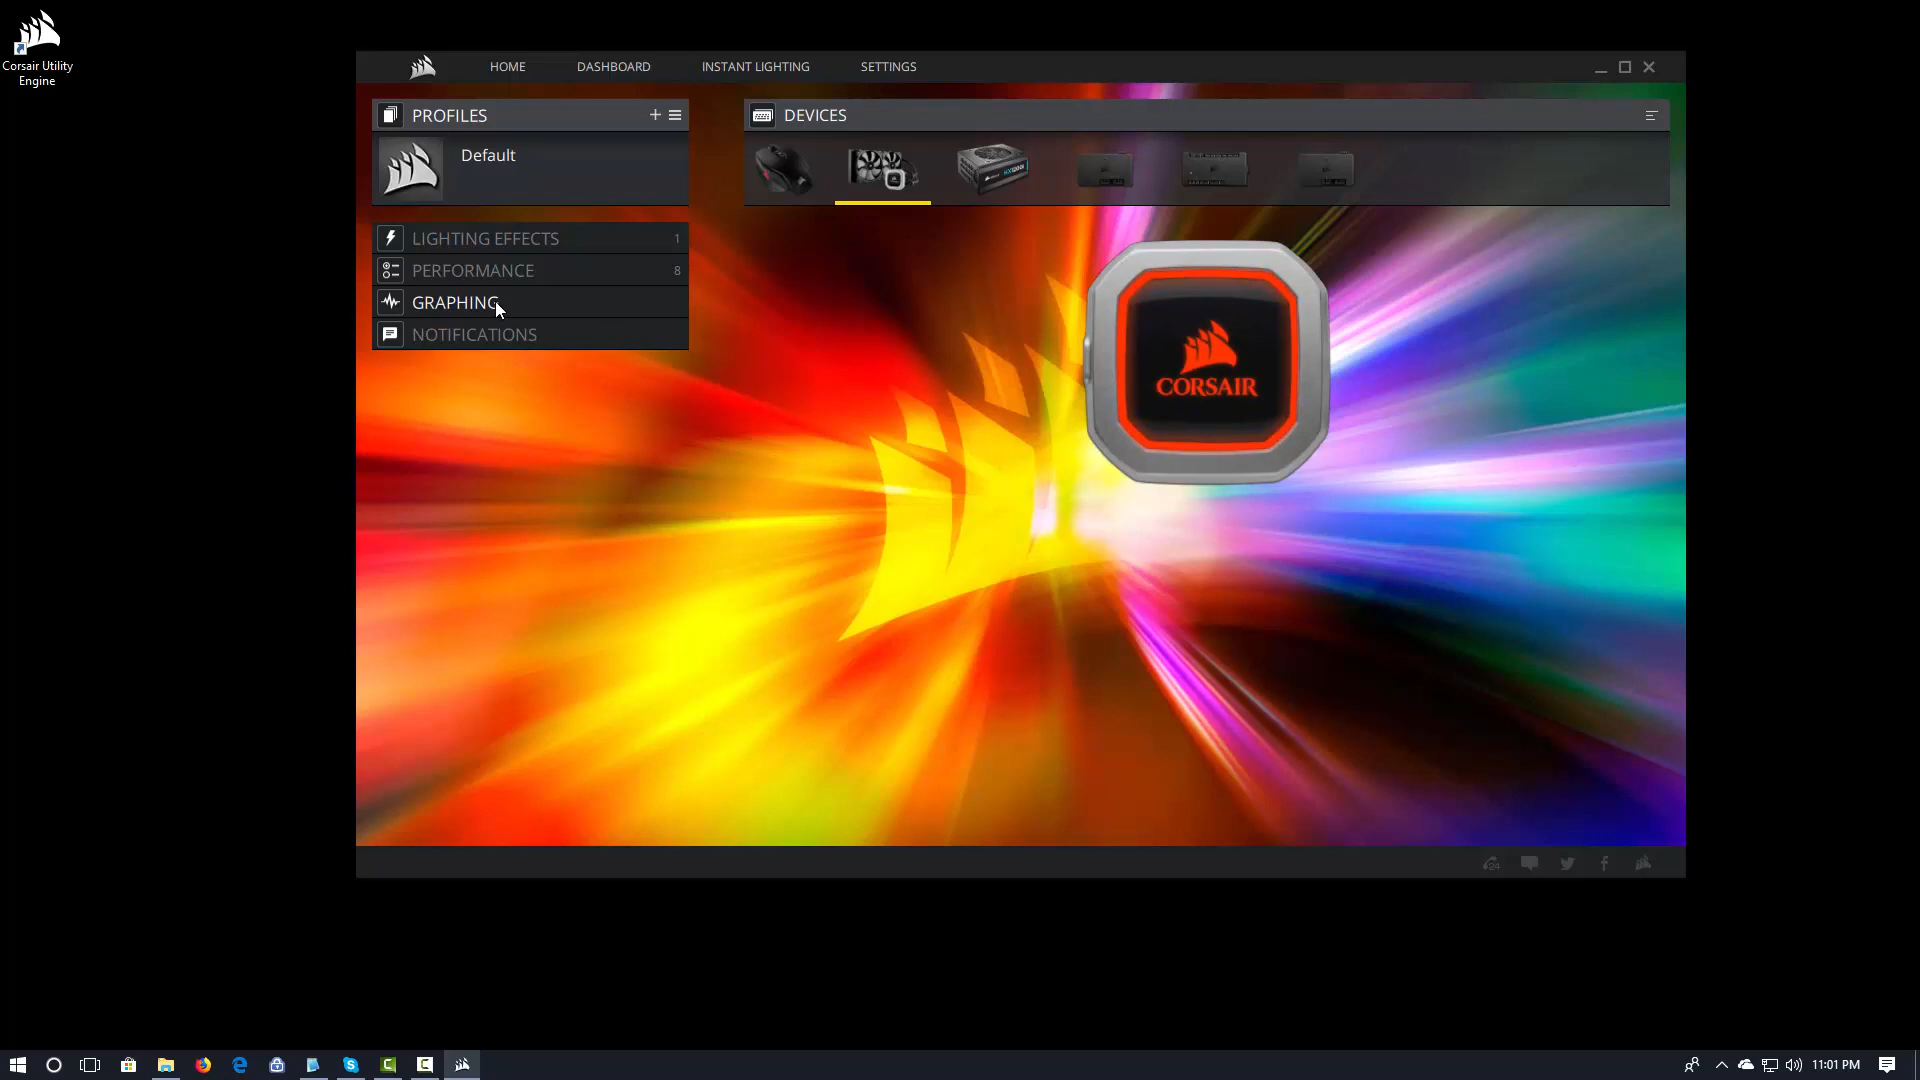 Corsair Utility
Engine
HOME DASHBOARD INSTANT LIGHTING SETTINGS
PROFILES
Default
DEVICES
LIGHTING EFFECTS 1
PERFORMANCE 8
GRAPHING
NOTIFICATIONS
CORSAIR
11:01 PM